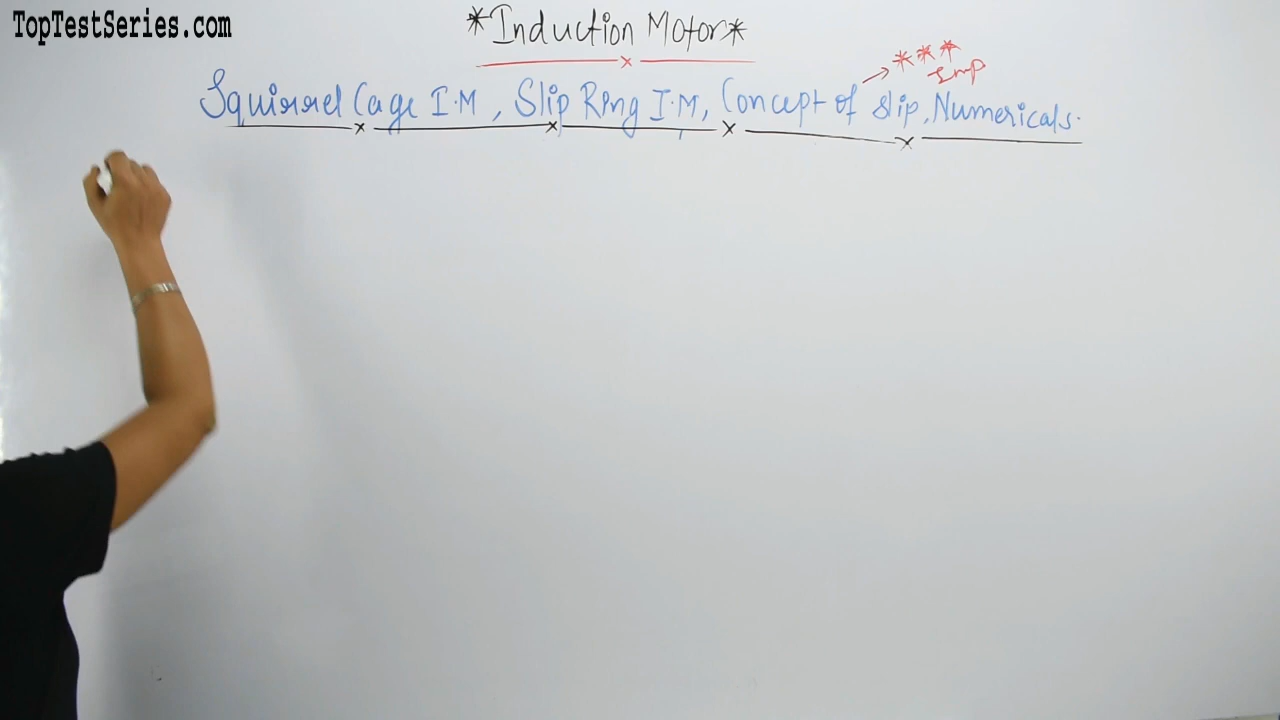 TopTestSeries.com
*Induction Motor*
→ ***
Imp
Squirrel Cage I.M, Slip Ring I.M, Concept of slip, Numericals.